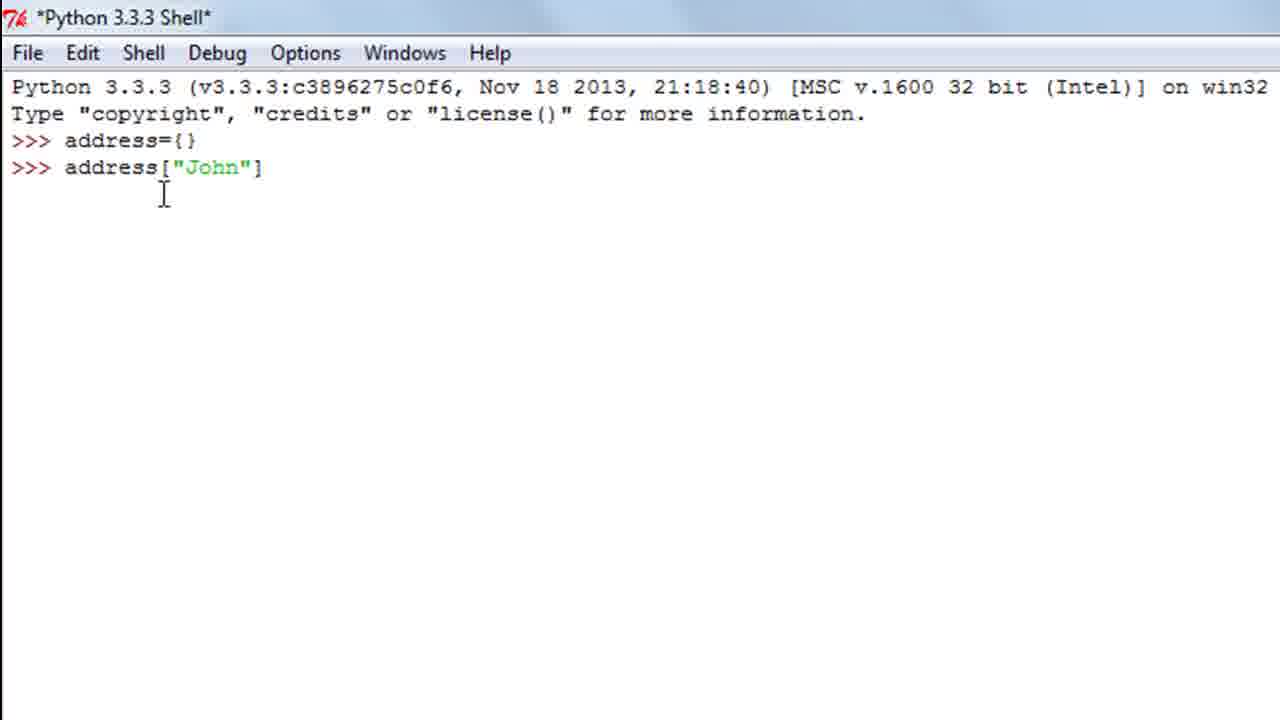 *Python 3.3.3 Shell*
File Edit Shell Debug Options Windows Help
Python 3.3.3 (v3.3.3:c3896275c0f6, Nov 18 2013, 21:18:40) [MSC v.1600 32 bit (Intel)] on win32
Type "copyright", "credits" or "license()" for more information.
>>> address={}
>>> address["John"]